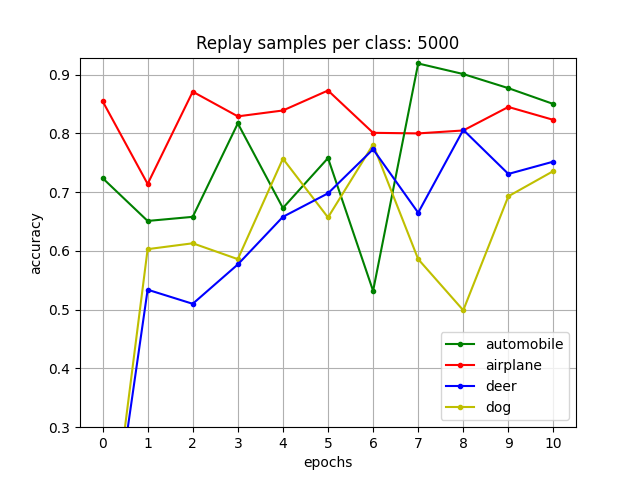 Replay samples per class: 5000
accuracy
0.9
0.8
0.7
0.6
0.5
0.4
0.3
automobile
airplane
deer
dog
0 1 2 3 4 5 6 7 8 9 10
epochs